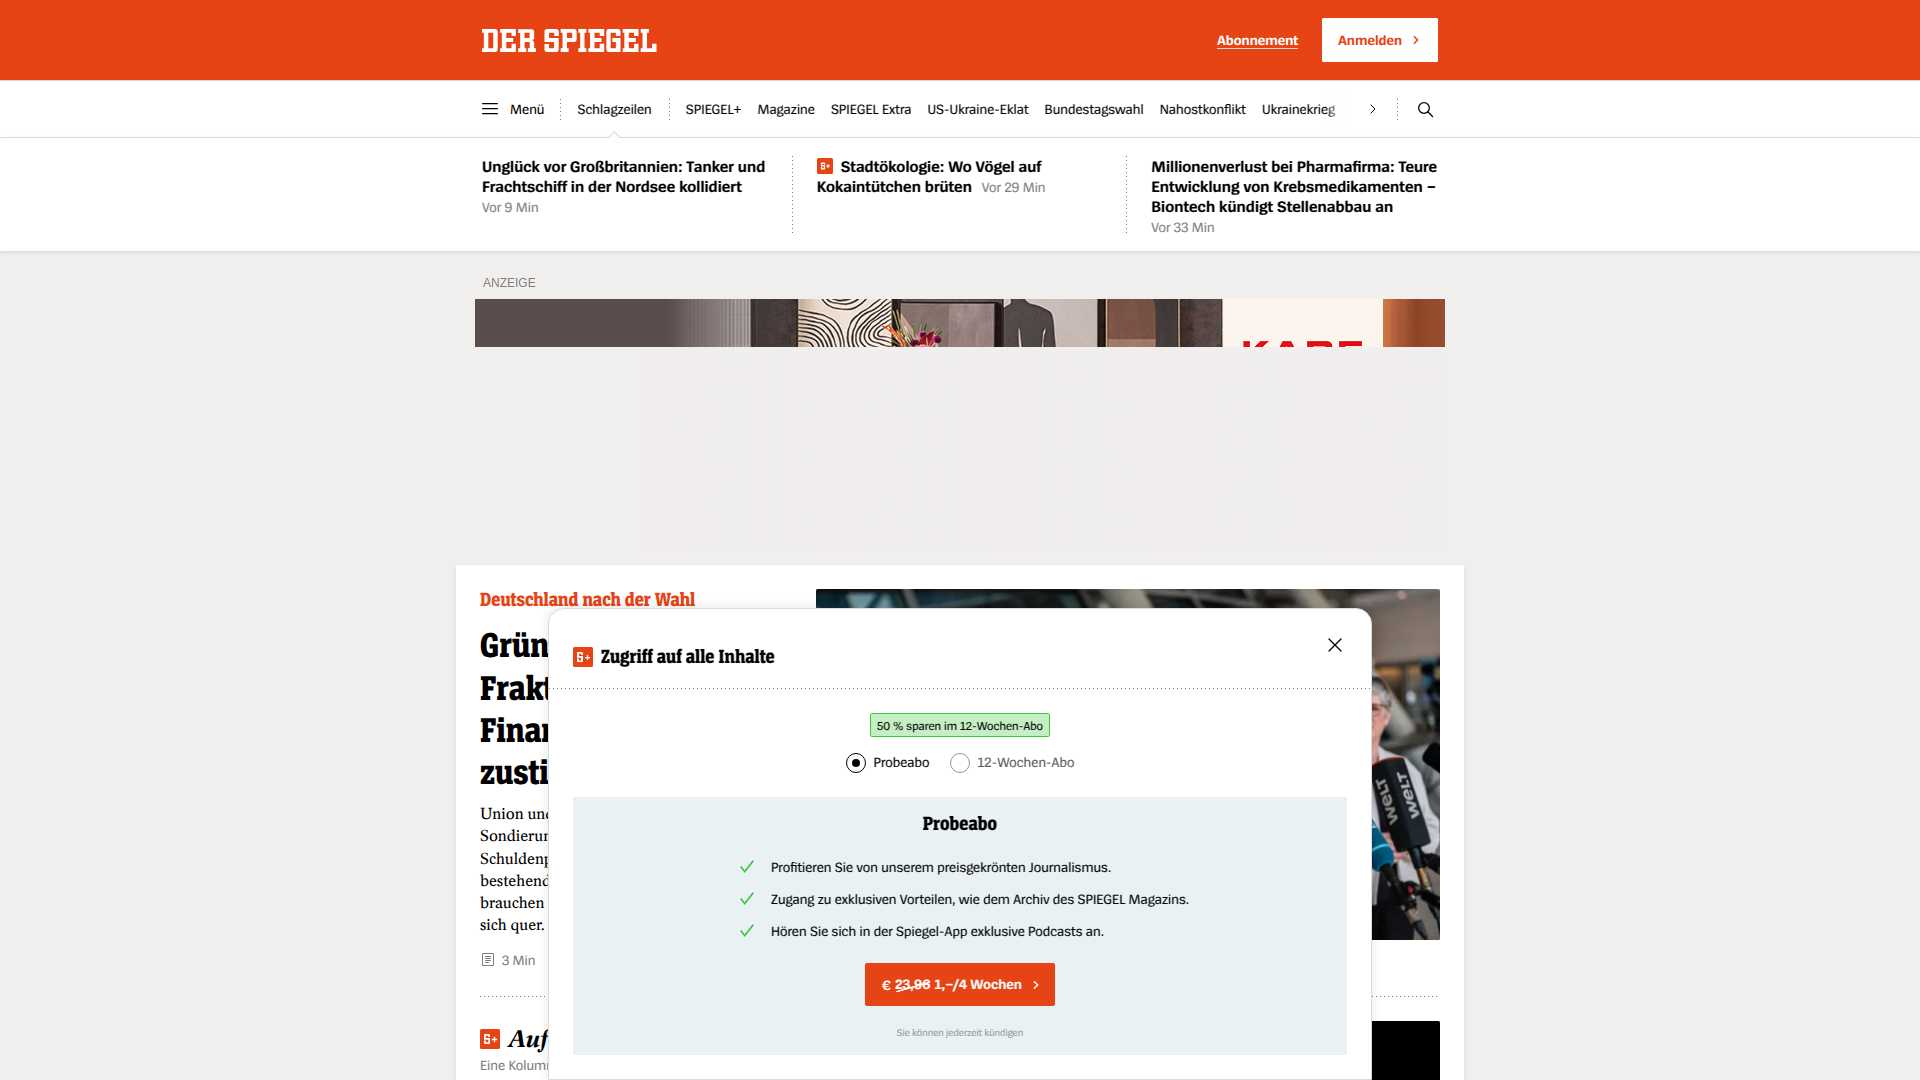 DER SPIEGEL
Abonnement
Anmelden
Menü
Schlagzeilen
SPIEGEL+
Magazine
SPIEGEL Extra
US-Ukraine-Eklat
Bundestagswahl
Nahostkonflikt
Ukrainekrieg
Unglück vor Großbritannien: Tanker und
Frachtschiff in der Nordsee kollidiert
Vor 9 Min
Stadtökologie: Wo Vögel auf
Kokaintütchen brüten Vor 29 Min
Millionenverlust bei Pharmafirma: Teure
Entwicklung von Krebsmedikamenten –
Biontech kündigt Stellenabbau an
Vor 33 Min
ANZEIGE
KARE
Deutschland nach der Wahl
Grün
Frakt
Finan
zusti
Union und
Sondierun
Schuldenp
bestehend
brauchen
sich quer.
3 Min
Auf
Eine Kolum
Zugriff auf alle Inhalte
50 % sparen im 12-Wochen-Abo
Probeabo
12-Wochen-Abo
Probeabo
Profitieren Sie von unserem preisgekrönten Journalismus.
Zugang zu exklusiven Vorteilen, wie dem Archiv des SPIEGEL Magazins.
Hören Sie sich in der Spiegel-App exklusive Podcasts an.
€ 23,96 1,–/4 Wochen
Sie können jederzeit kündigen
WELT
WELT